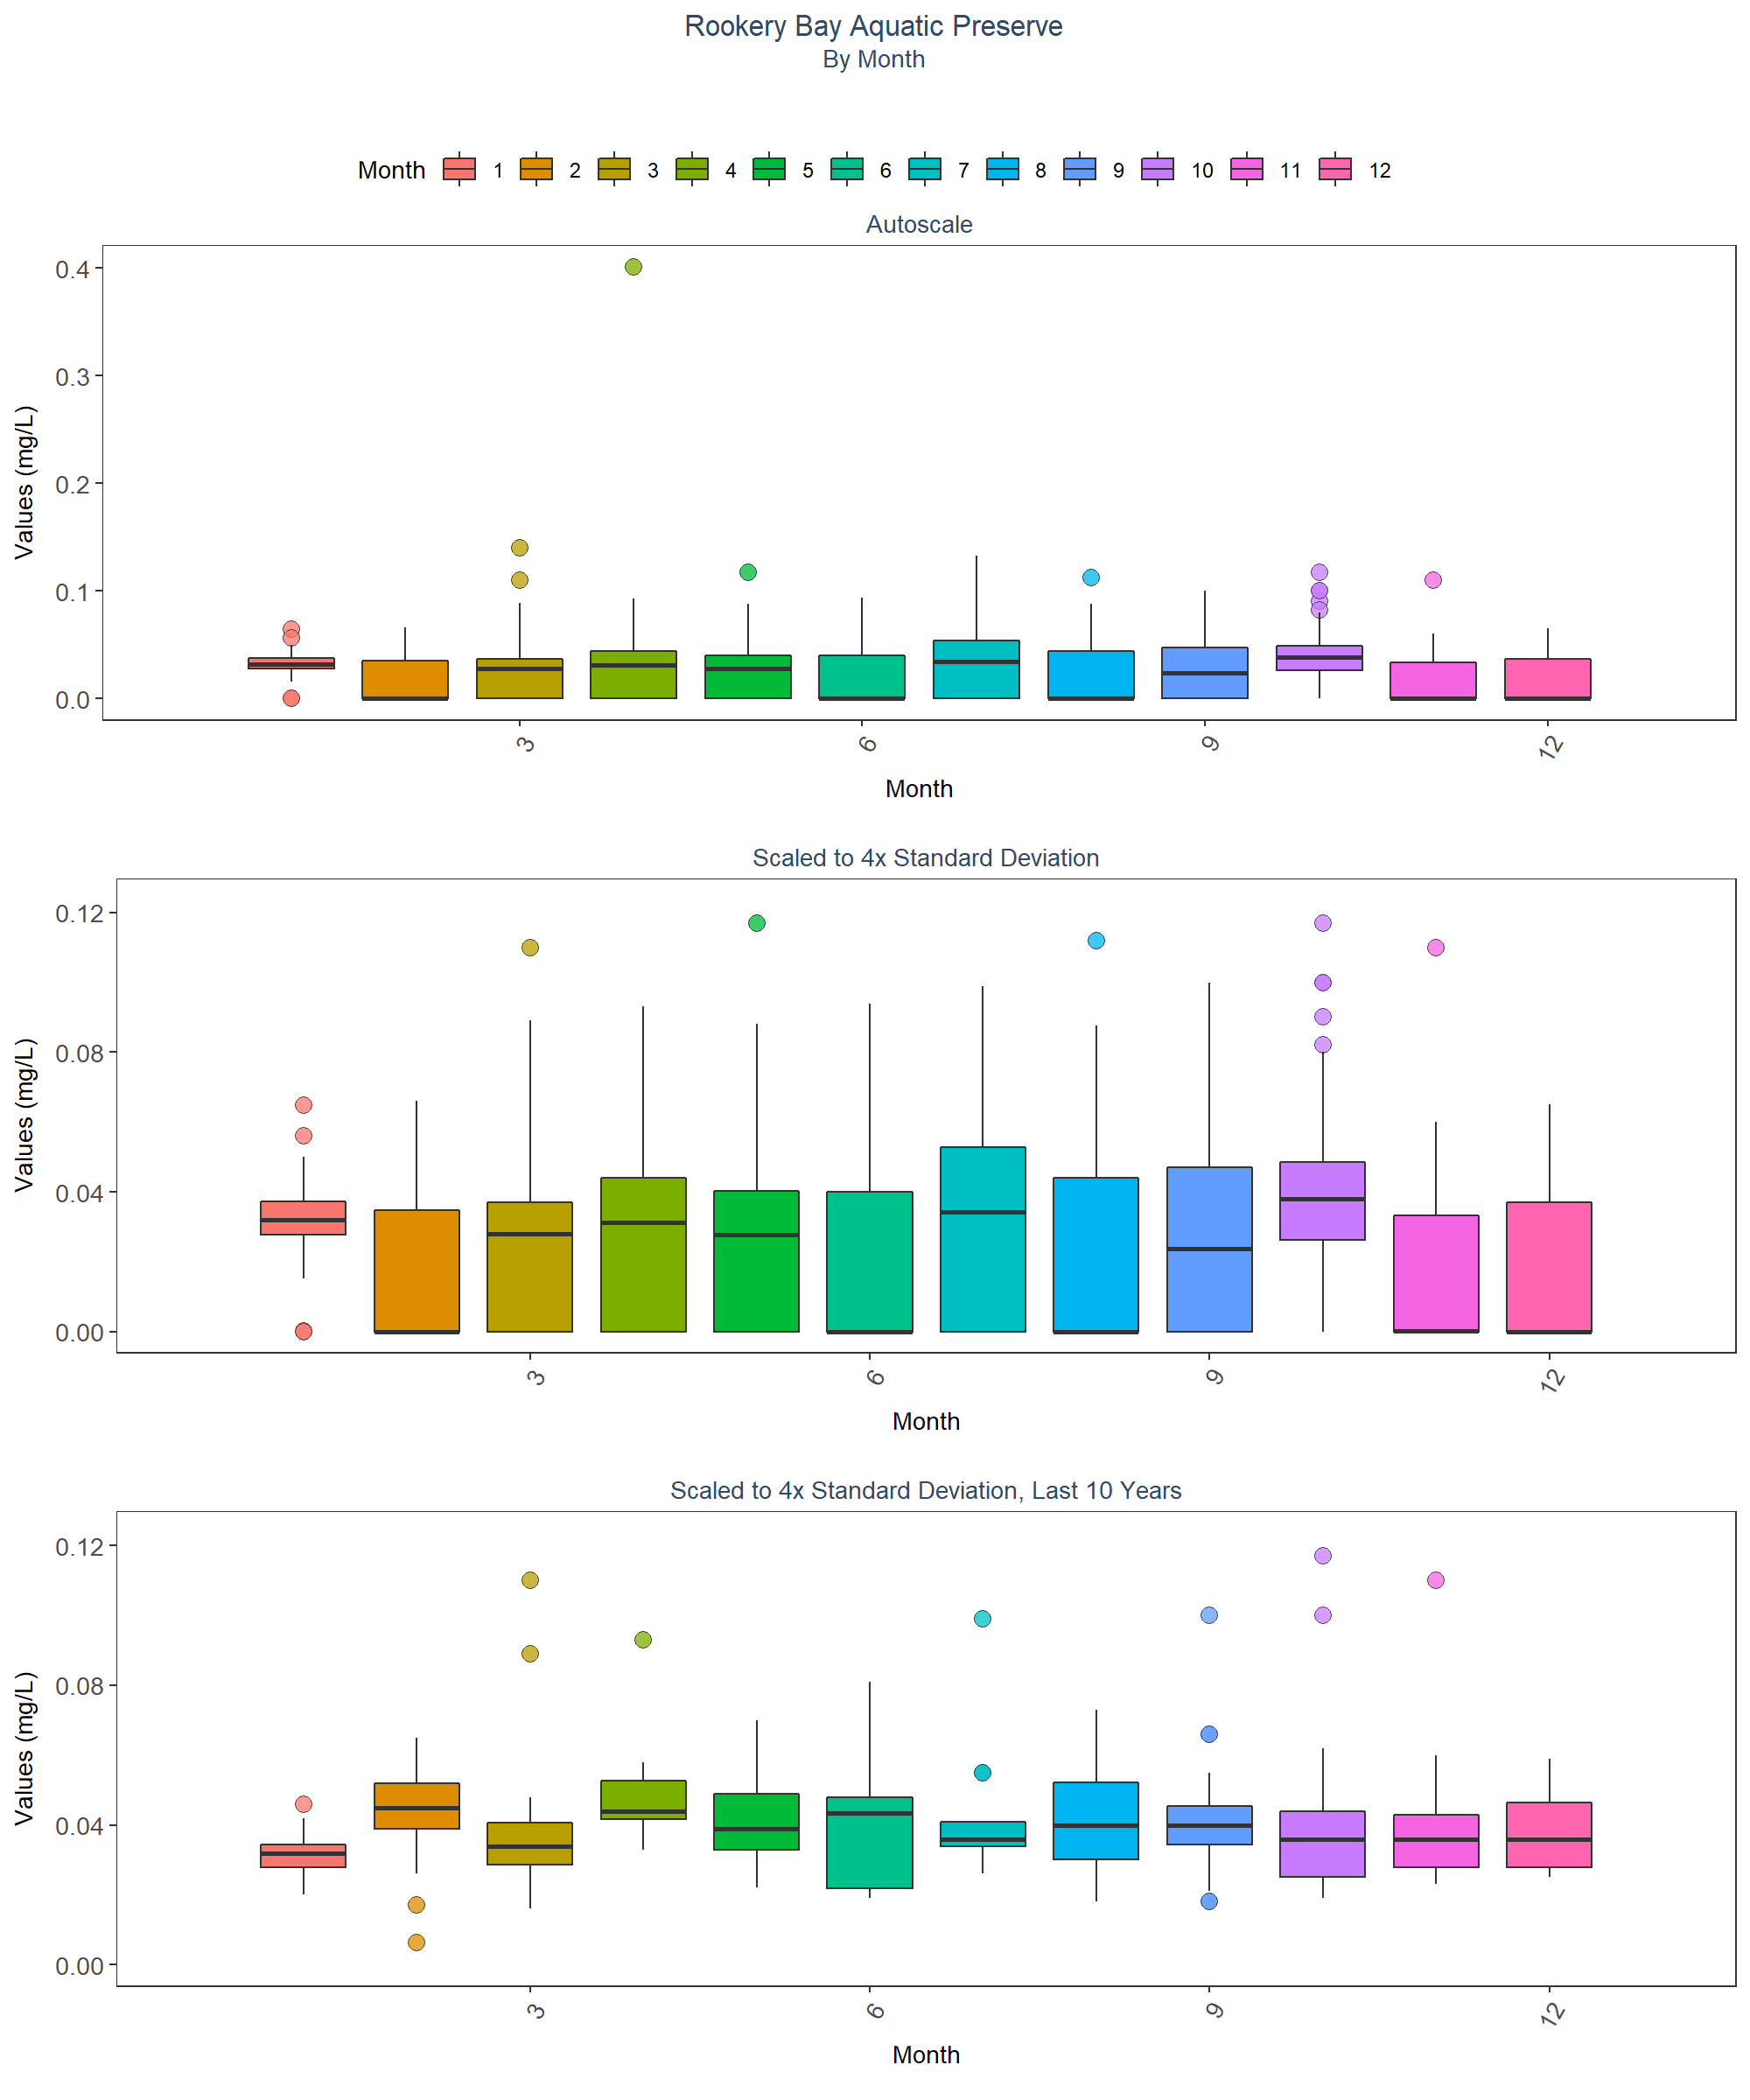 Rookery Bay Aquatic Preserve
By Month
Month 1 2 3 4 5 6 7 8 9 10 11 12
Autoscale
Values (mg/L)
0.4
0.3
0.2
0.1
0.0
3 6 9 12
Month
Scaled to 4x Standard Deviation
Values (mg/L)
0.12
0.08
0.04
0.00
3 6 9 12
Month
Scaled to 4x Standard Deviation, Last 10 Years
Values (mg/L)
0.12
0.08
0.04
0.00
3 6 9 12
Month